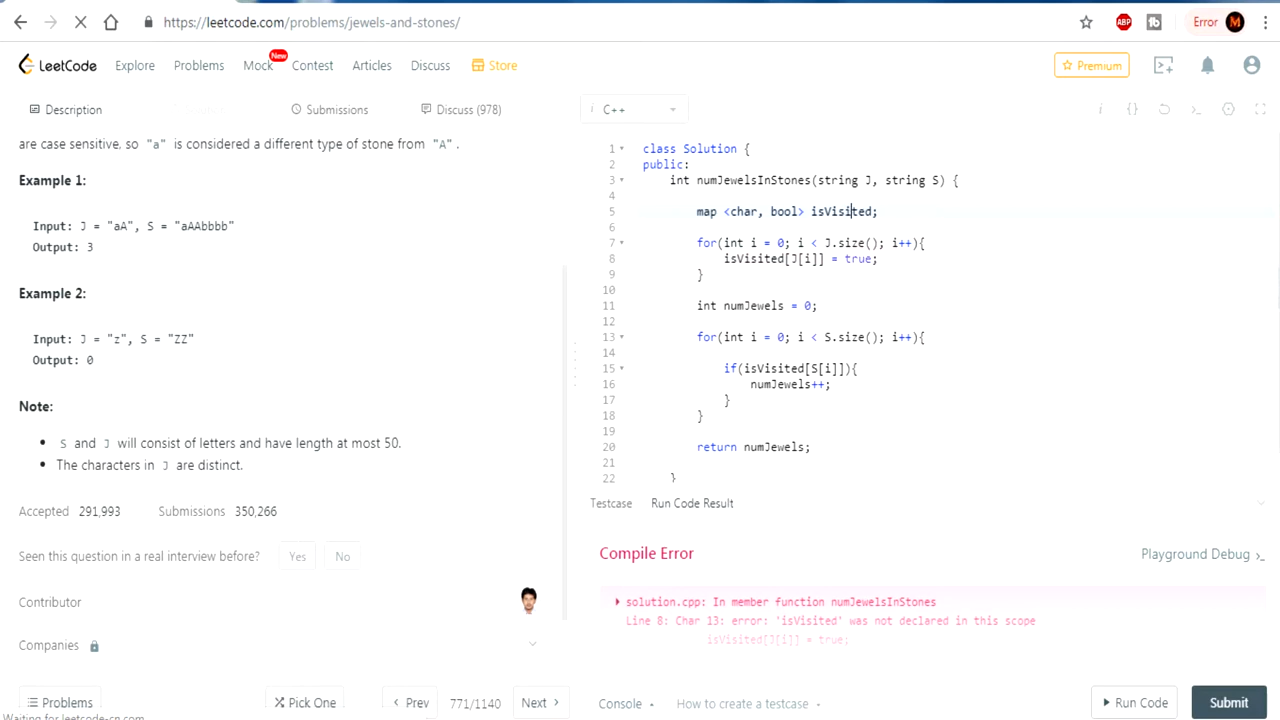 https://leetcode.com/problems/jewels-and-stones/
ABP
Error M
LeetCode Explore Problems Mock New Contest Articles Discuss Store
Premium
Description Submissions Discuss (978)
are case sensitive, so "a" is considered a different type of stone from "A".
Example 1:
Input: J = "aA", S = "aAAbbbb"
Output: 3
Example 2:
Input: J = "z", S = "ZZ"
Output: 0
Note:
• S and J will consist of letters and have length at most 50.
• The characters in J are distinct.
Accepted 291,993 Submissions 350,266
Seen this question in a real interview before? Yes No
Contributor
Companies
Problems Pick One Prev 771/1140 Next
Waiting for leetcode-cn.com...
i C++
i {} >_
1 class Solution {
2 public:
3 int numJewelsInStones(string J, string S) {
4
5 map <char, bool> isVisited;
6
7 for(int i = 0; i < J.size(); i++){
8 isVisited[J[i]] = true;
9 }
10
11 int numJewels = 0;
12
13 for(int i = 0; i < S.size(); i++){
14
15 if(isVisited[S[i]]){
16 numJewels++;
17 }
18 }
19
20 return numJewels;
21
22 }
Testcase Run Code Result
Compile Error Playground Debug >_
solution.cpp: In member function numJewelsInStones
Line 8: Char 13: error: 'isVisited' was not declared in this scope
isVisited[J[i]] = true;
Console How to create a testcase Run Code Submit